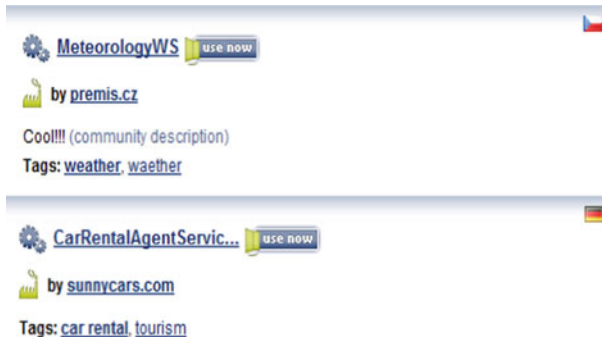 MeteorologyWS use now
by premis.cz
Cool!!! (community description)
Tags: weather, waether
CarRentalAgentServic... use now
by sunnycars.com
Tags: car rental, tourism